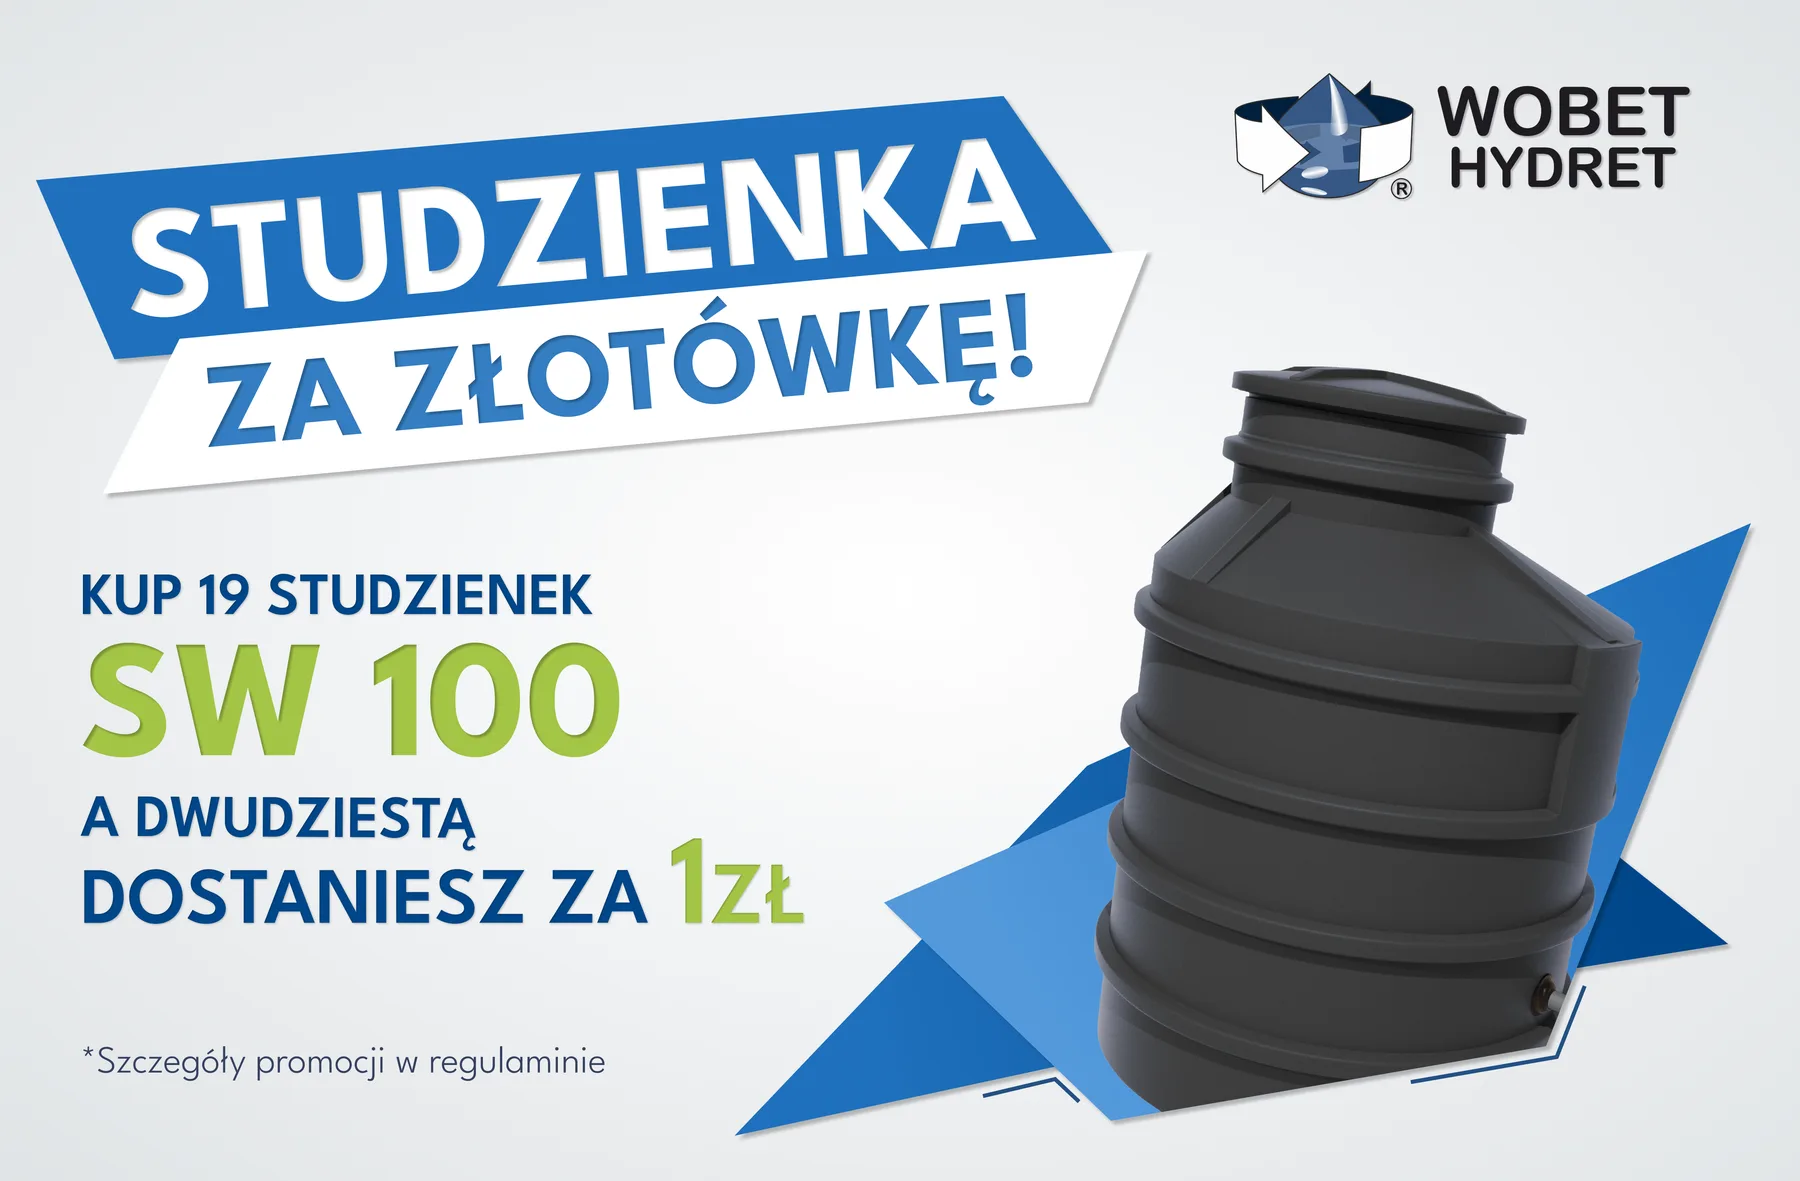 STUDZIENKA
ZA ZŁOTÓWKĘ!
WOBET
HYDRET
®
KUP 19 STUDZIENEK
SW 100
A DWUDZIESTĄ
DOSTANIESZ ZA 1ZŁ
*Szczegóły promocji w regulaminie